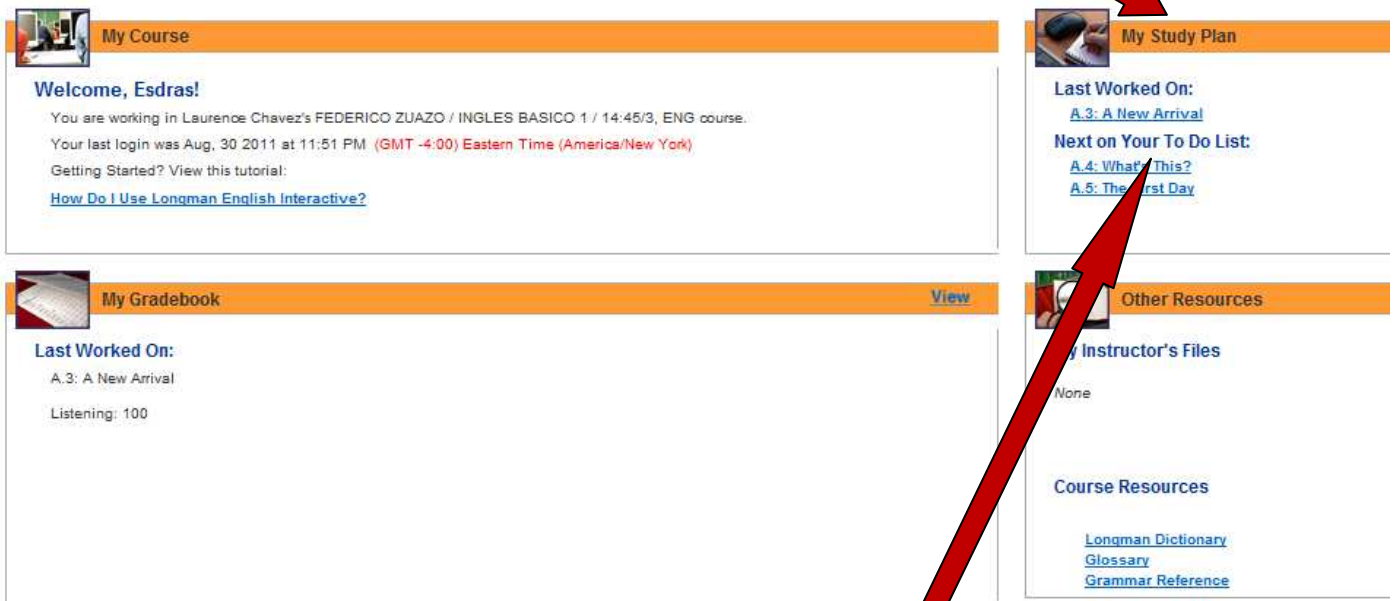 My Course
Welcome, Esdras!
You are working in Laurence Chavez's FEDERICO ZUAZO / INGLES BASICO 1 / 14:45/3, ENG course.
Your last login was Aug, 30 2011 at 11:51 PM (GMT -4:00) Eastern Time (America/New York)
Getting Started? View this tutorial:
How Do I Use Longman English Interactive?
My Study Plan
Last Worked On:
A.3: A New Arrival
Next on Your To Do List:
A.4: What's This?
A.5: The First Day
My Gradebook View
Last Worked On:
A.3: A New Arrival
Listening: 100
Other Resources
My Instructor's Files
None
Course Resources
Longman Dictionary
Glossary
Grammar Reference